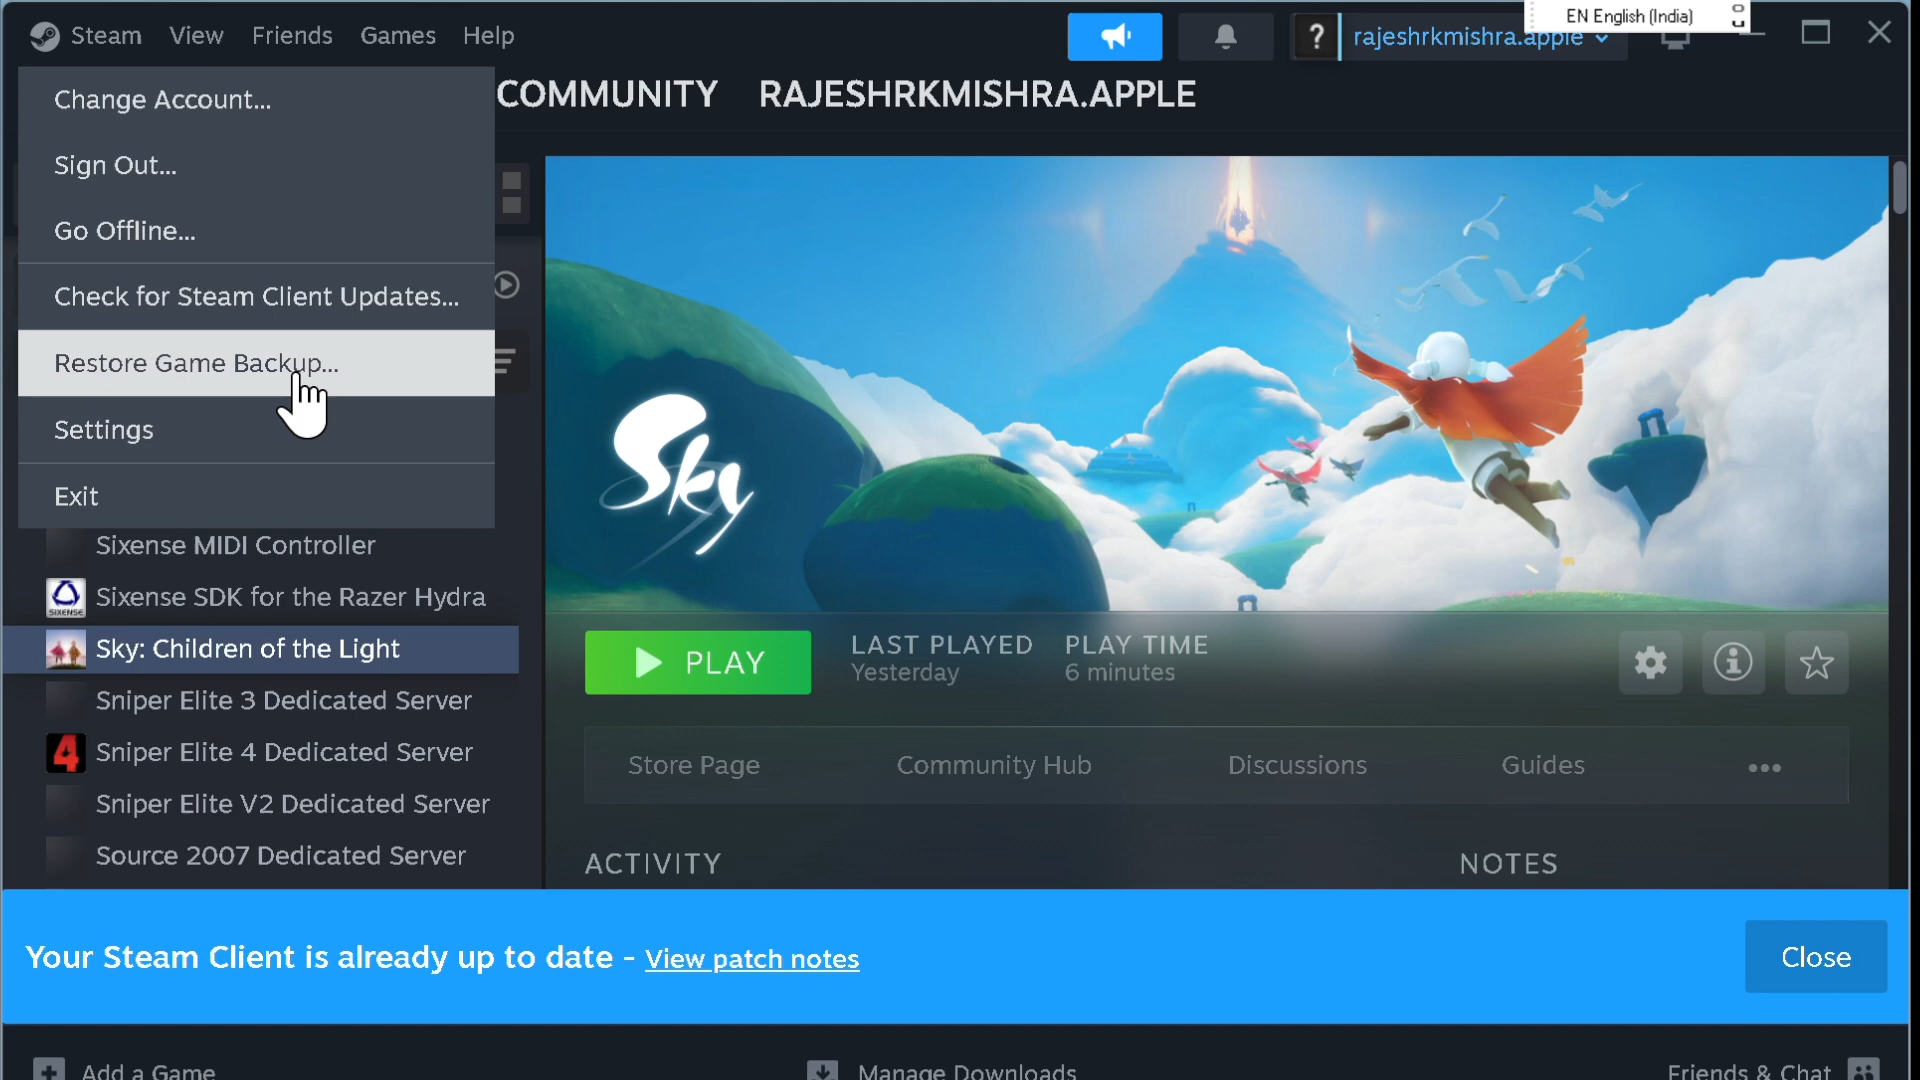 Steam View Friends Games Help
?
rajeshrkmishra.apple
EN English (India)
COMMUNITY RAJESHRKMISHRA.APPLE
Change Account...
Sign Out...
Go Offline...
Check for Steam Client Updates...
Restore Game Backup...
Settings
Exit
Sixense MIDI Controller
SIXENSE
Sixense SDK for the Razer Hydra
Sky: Children of the Light
Sniper Elite 3 Dedicated Server
4
Sniper Elite 4 Dedicated Server
Sniper Elite V2 Dedicated Server
Source 2007 Dedicated Server
Sky
PLAY
LAST PLAYED
Yesterday
PLAY TIME
6 minutes
Store Page Community Hub Discussions Guides
ACTIVITY NOTES
Your Steam Client is already up to date - View patch notes
Close
Add a Game Manage Downloads Friends & Chat